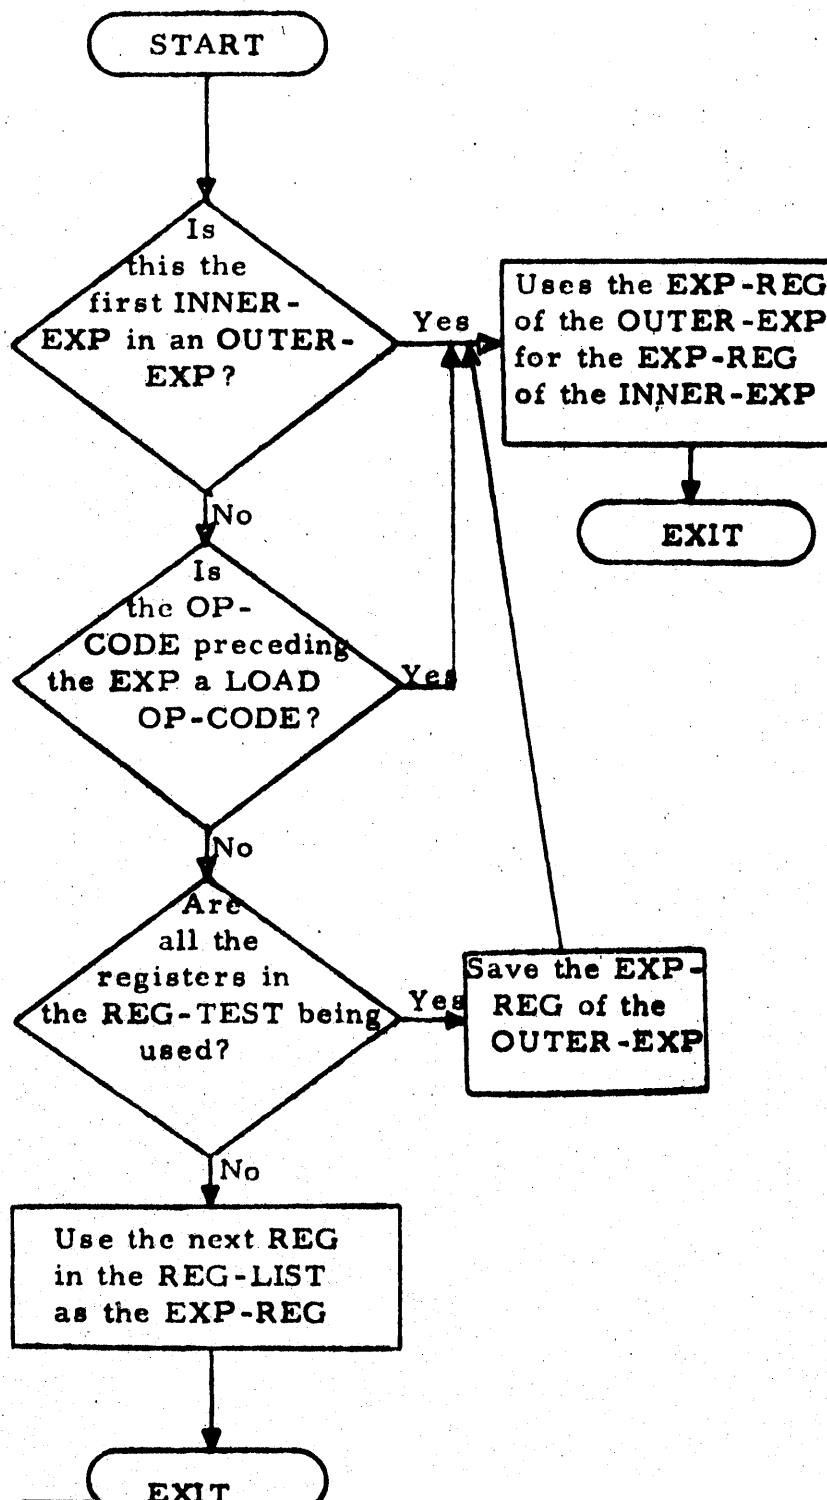 START
Is
this the
first INNER-
EXP in an OUTER-
EXP?
Yes
Uses the EXP-REG
of the OUTER-EXP
for the EXP-REG
of the INNER-EXP
EXIT
No
Is
the OP-
CODE preceding
the EXP a LOAD
OP-CODE?
Yes
No
Are
all the
registers in
the REG-TEST being
used?
Yes
Save the EXP-
REG of the
OUTER-EXP
No
Use the next REG
in the REG-LIST
as the EXP-REG
EXIT